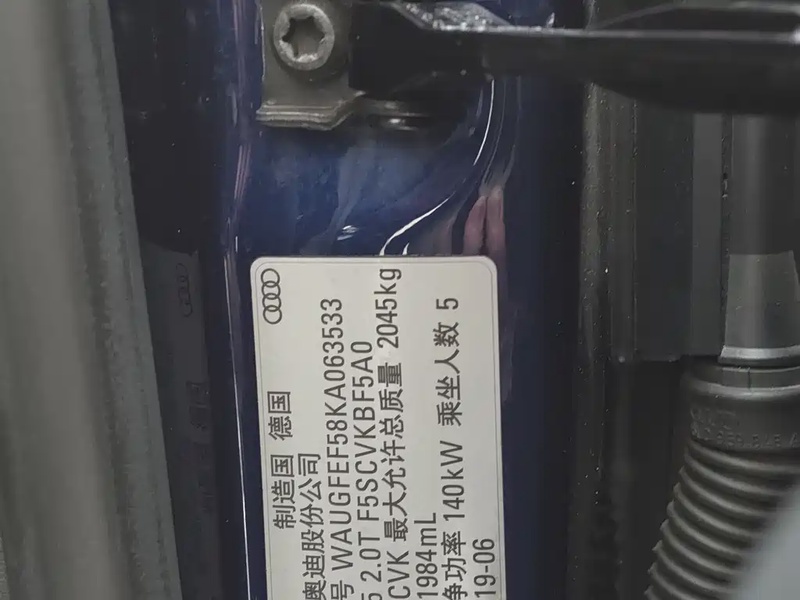 制造国 德国
奥迪股份公司
号 WAUGFEF58KA063533
5 2.0T F5SCVKBF5A0
CVK 最大允许总质量 2045kg
1984mL
净功率 140kW 乘坐人数 5
19-06